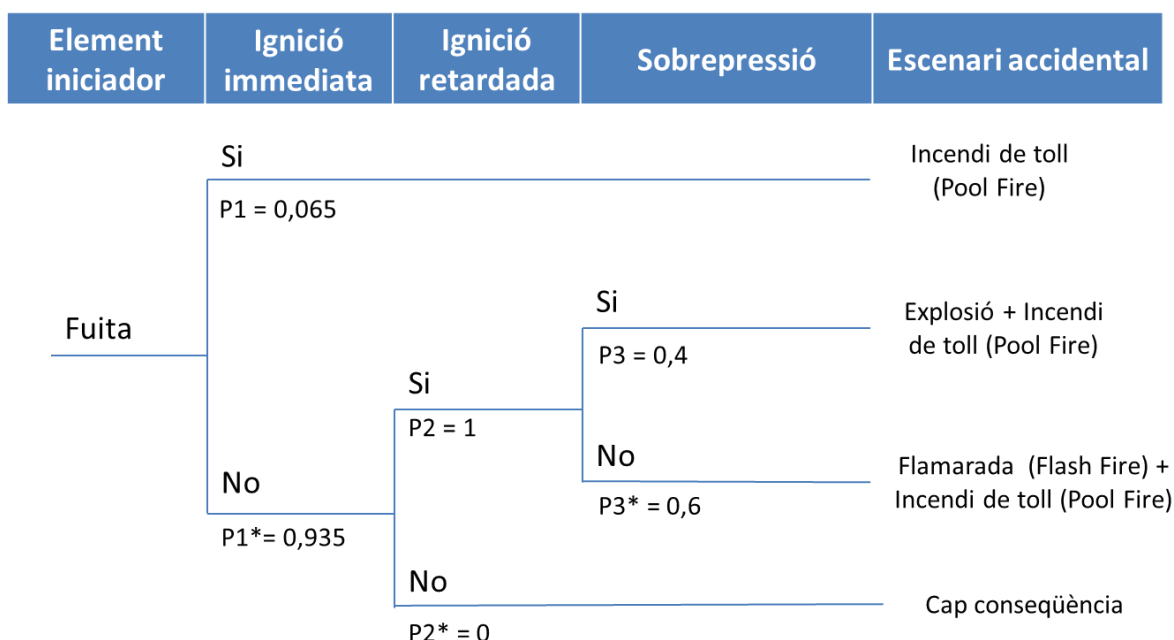 Element
iniciador
Ignició
immediata
Ignició
retardada
Sobrepressió
Escenari accidental
Si
P1 = 0,065
Incendi de toll
(Pool Fire)
Fuita
Si
P3 = 0,4
Explosió + Incendi
de toll (Pool Fire)
Si
P2 = 1
No
P3* = 0,6
Flamarada (Flash Fire) +
Incendi de toll (Pool Fire)
No
P1*= 0,935
No
P2* = 0
Cap conseqüència